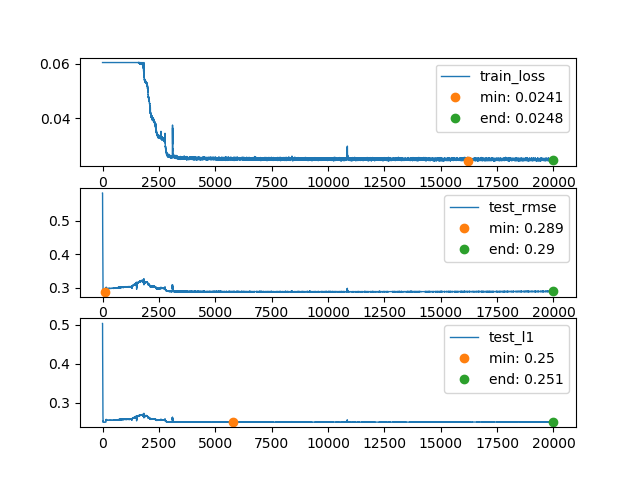 0.06
0.04
train_loss
min: 0.0241
end: 0.0248
0 2500 5000 7500 10000 12500 15000 17500 20000
0.5
0.4
0.3
test_rmse
min: 0.289
end: 0.29
0 2500 5000 7500 10000 12500 15000 17500 20000
0.5
0.4
0.3
test_l1
min: 0.25
end: 0.251
0 2500 5000 7500 10000 12500 15000 17500 20000